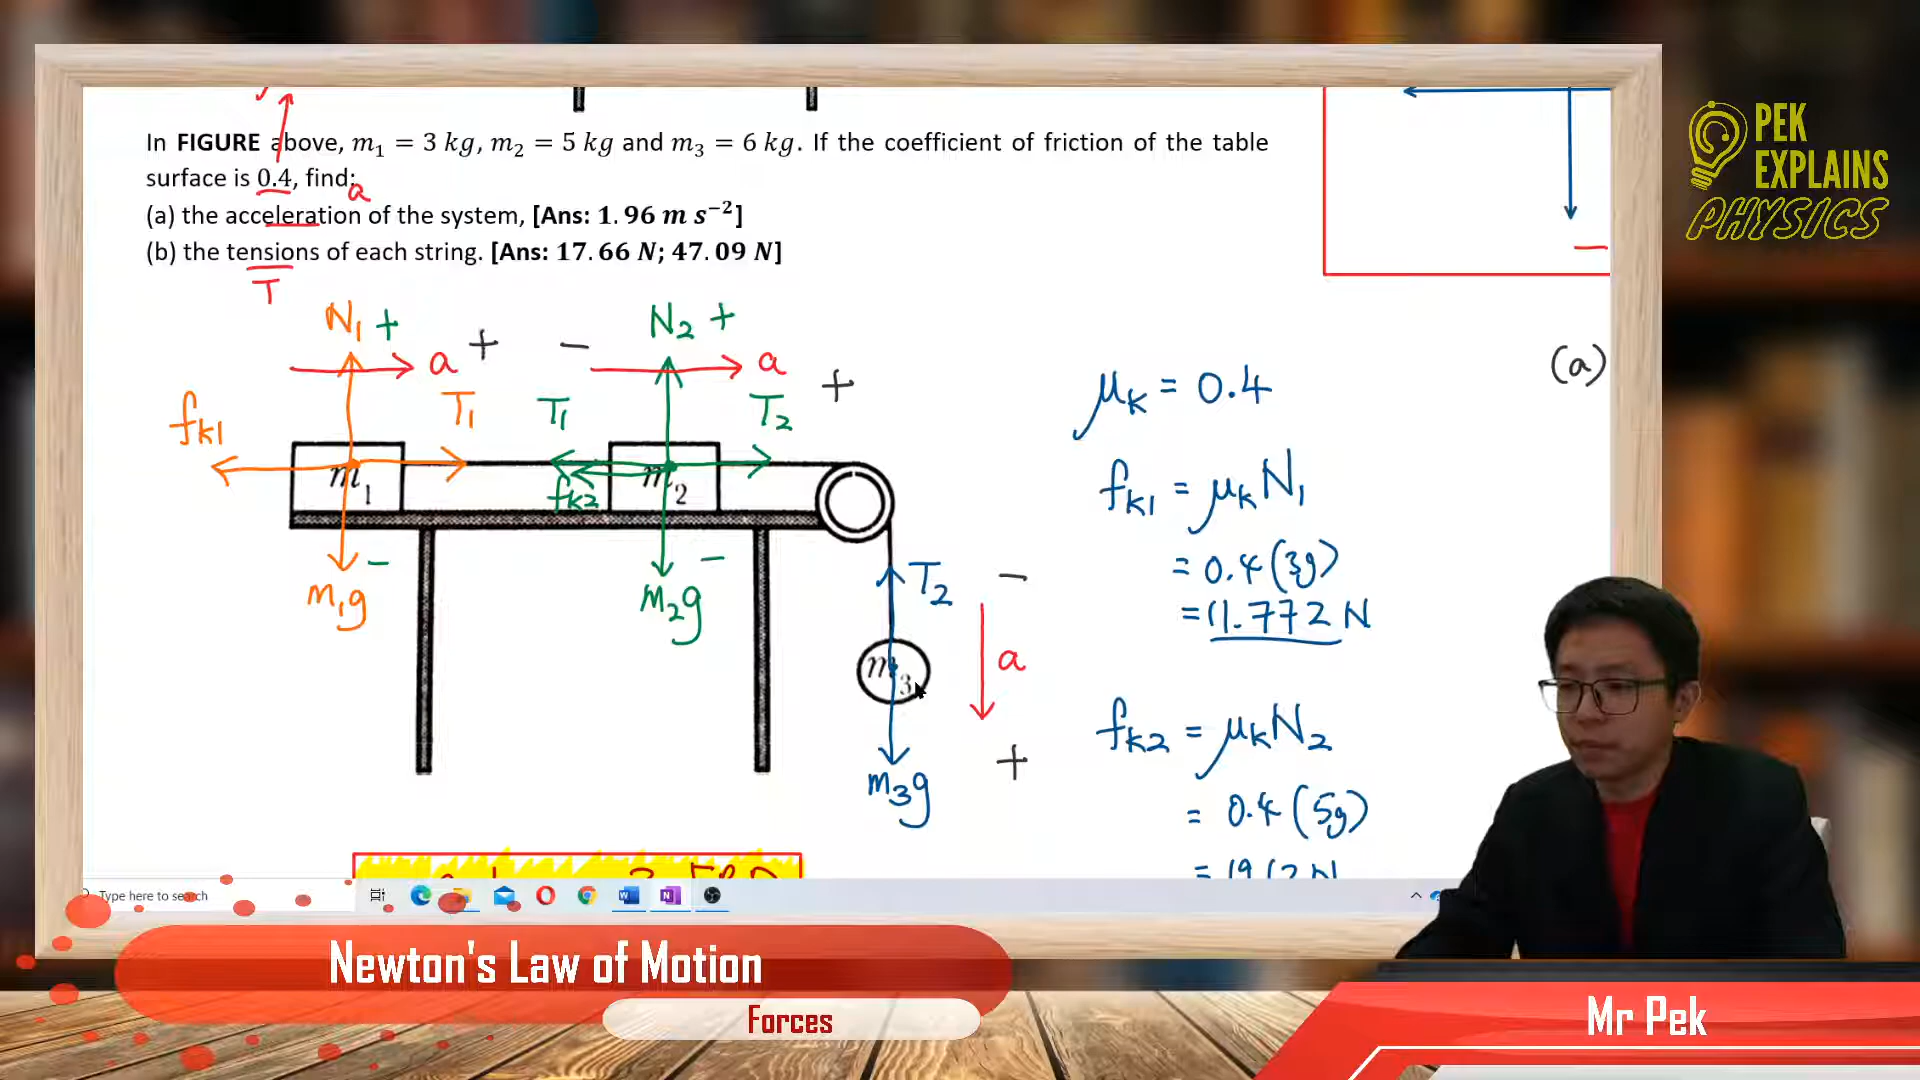 In FIGURE above, m₁ = 3 kg, m₂ = 5 kg and m₃ = 6 kg. If the coefficient of friction of the table
surface is 0.4, find:
a
(a) the acceleration of the system, [Ans: 1.96 m s⁻²]
(b) the tensions of each string. [Ans: 17.66 N; 47.09 N]
T
N₁ +
a +
fk1
T₁
m₁
m₁g
-
- N₂ +
a +
T₁
T₂
fk2
m₂
m₂g
-
T₂ -
a
m₃
m₃g
+
(a)
μk = 0.4
fk1 = μkN₁
= 0.4(3g)
= 11.772 N
fk2 = μkN₂
= 0.4(5g)
= 19.62 N
PEK
EXPLAINS
PHYSICS
Type here to search
Newton's Law of Motion
Forces
Mr Pek